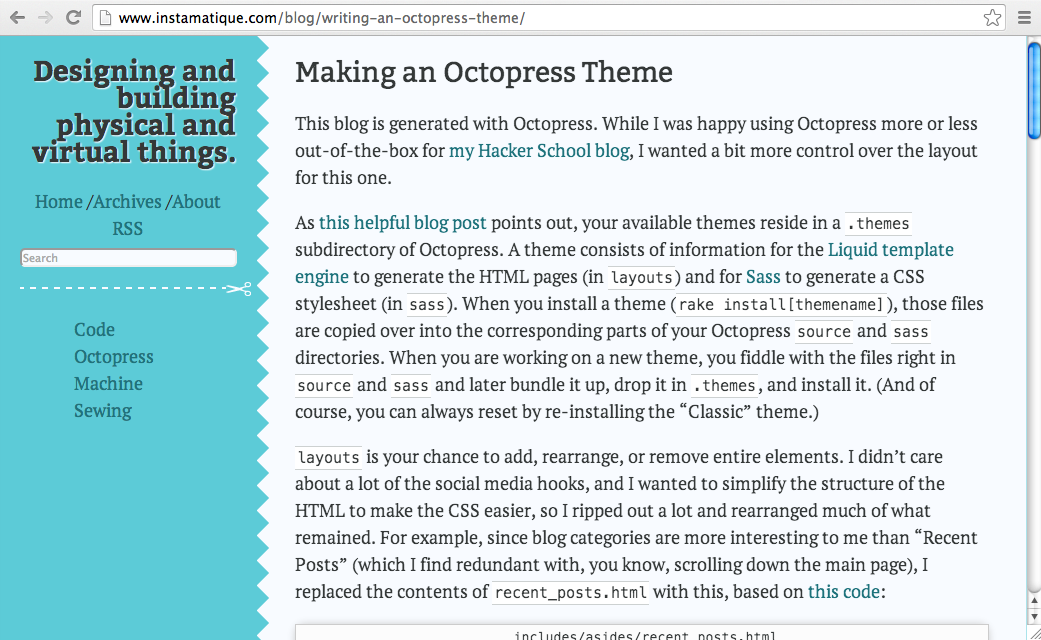 www.instamatique.com/blog/writing-an-octopress-theme/
Designing and
building
physical and
virtual things.
Home /Archives /About
RSS
Search
Code
Octopress
Machine
Sewing
Making an Octopress Theme
This blog is generated with Octopress. While I was happy using Octopress more or less
out-of-the-box for my Hacker School blog, I wanted a bit more control over the layout
for this one.
As this helpful blog post points out, your available themes reside in a .themes
subdirectory of Octopress. A theme consists of information for the Liquid template
engine to generate the HTML pages (in layouts) and for Sass to generate a CSS
stylesheet (in sass). When you install a theme (rake install[themename]), those files
are copied over into the corresponding parts of your Octopress source and sass
directories. When you are working on a new theme, you fiddle with the files right in
source and sass and later bundle it up, drop it in .themes, and install it. (And of
course, you can always reset by re-installing the “Classic” theme.)
layouts is your chance to add, rearrange, or remove entire elements. I didn’t care
about a lot of the social media hooks, and I wanted to simplify the structure of the
HTML to make the CSS easier, so I ripped out a lot and rearranged much of what
remained. For example, since blog categories are more interesting to me than “Recent
Posts” (which I find redundant with, you know, scrolling down the main page), I
replaced the contents of recent_posts.html with this, based on this code:
includes/asides/recent_posts.html